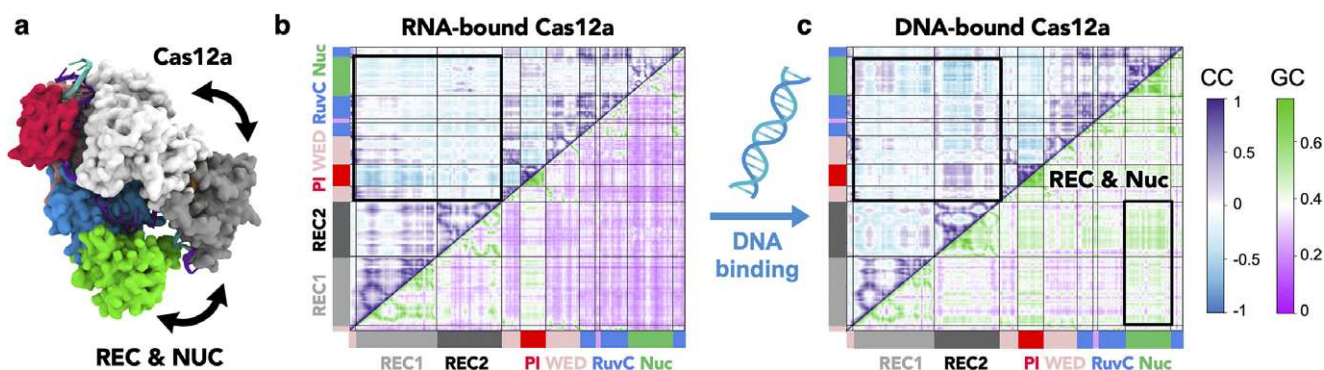 a
Cas12a
REC & NUC
b
RNA-bound Cas12a
Nuc
RuvC
WED
PI
REC2
REC1
REC1 REC2 PI WED RuvC Nuc
DNA
binding
c
DNA-bound Cas12a
REC & Nuc
REC1 REC2 PI WED RuvC Nuc
CC
1
0.5
0
-0.5
-1
GC
0.6
0.4
0.2
0